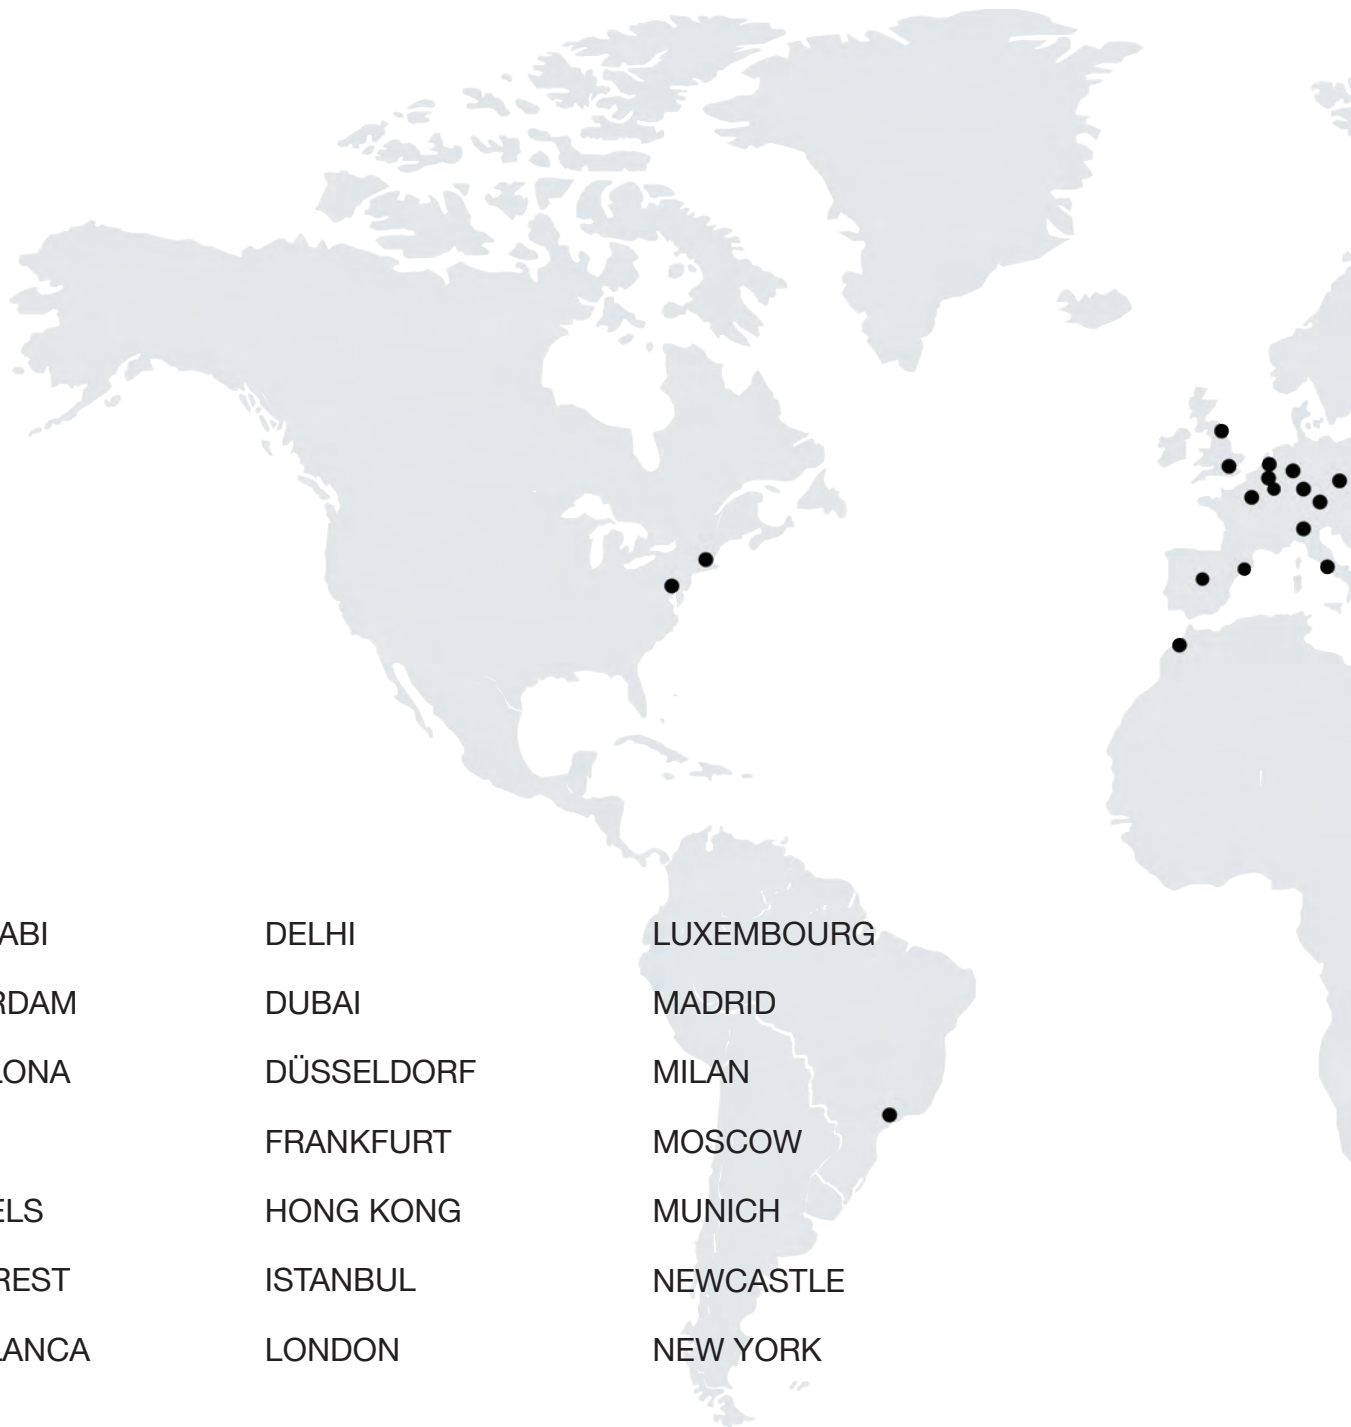 ABI
RDAM
LONA
ELS
REST
LANCA
DELHI
DUBAI
DÜSSELDORF
FRANKFURT
HONG KONG
ISTANBUL
LONDON
LUXEMBOURG
MADRID
MILAN
MOSCOW
MUNICH
NEWCASTLE
NEW YORK